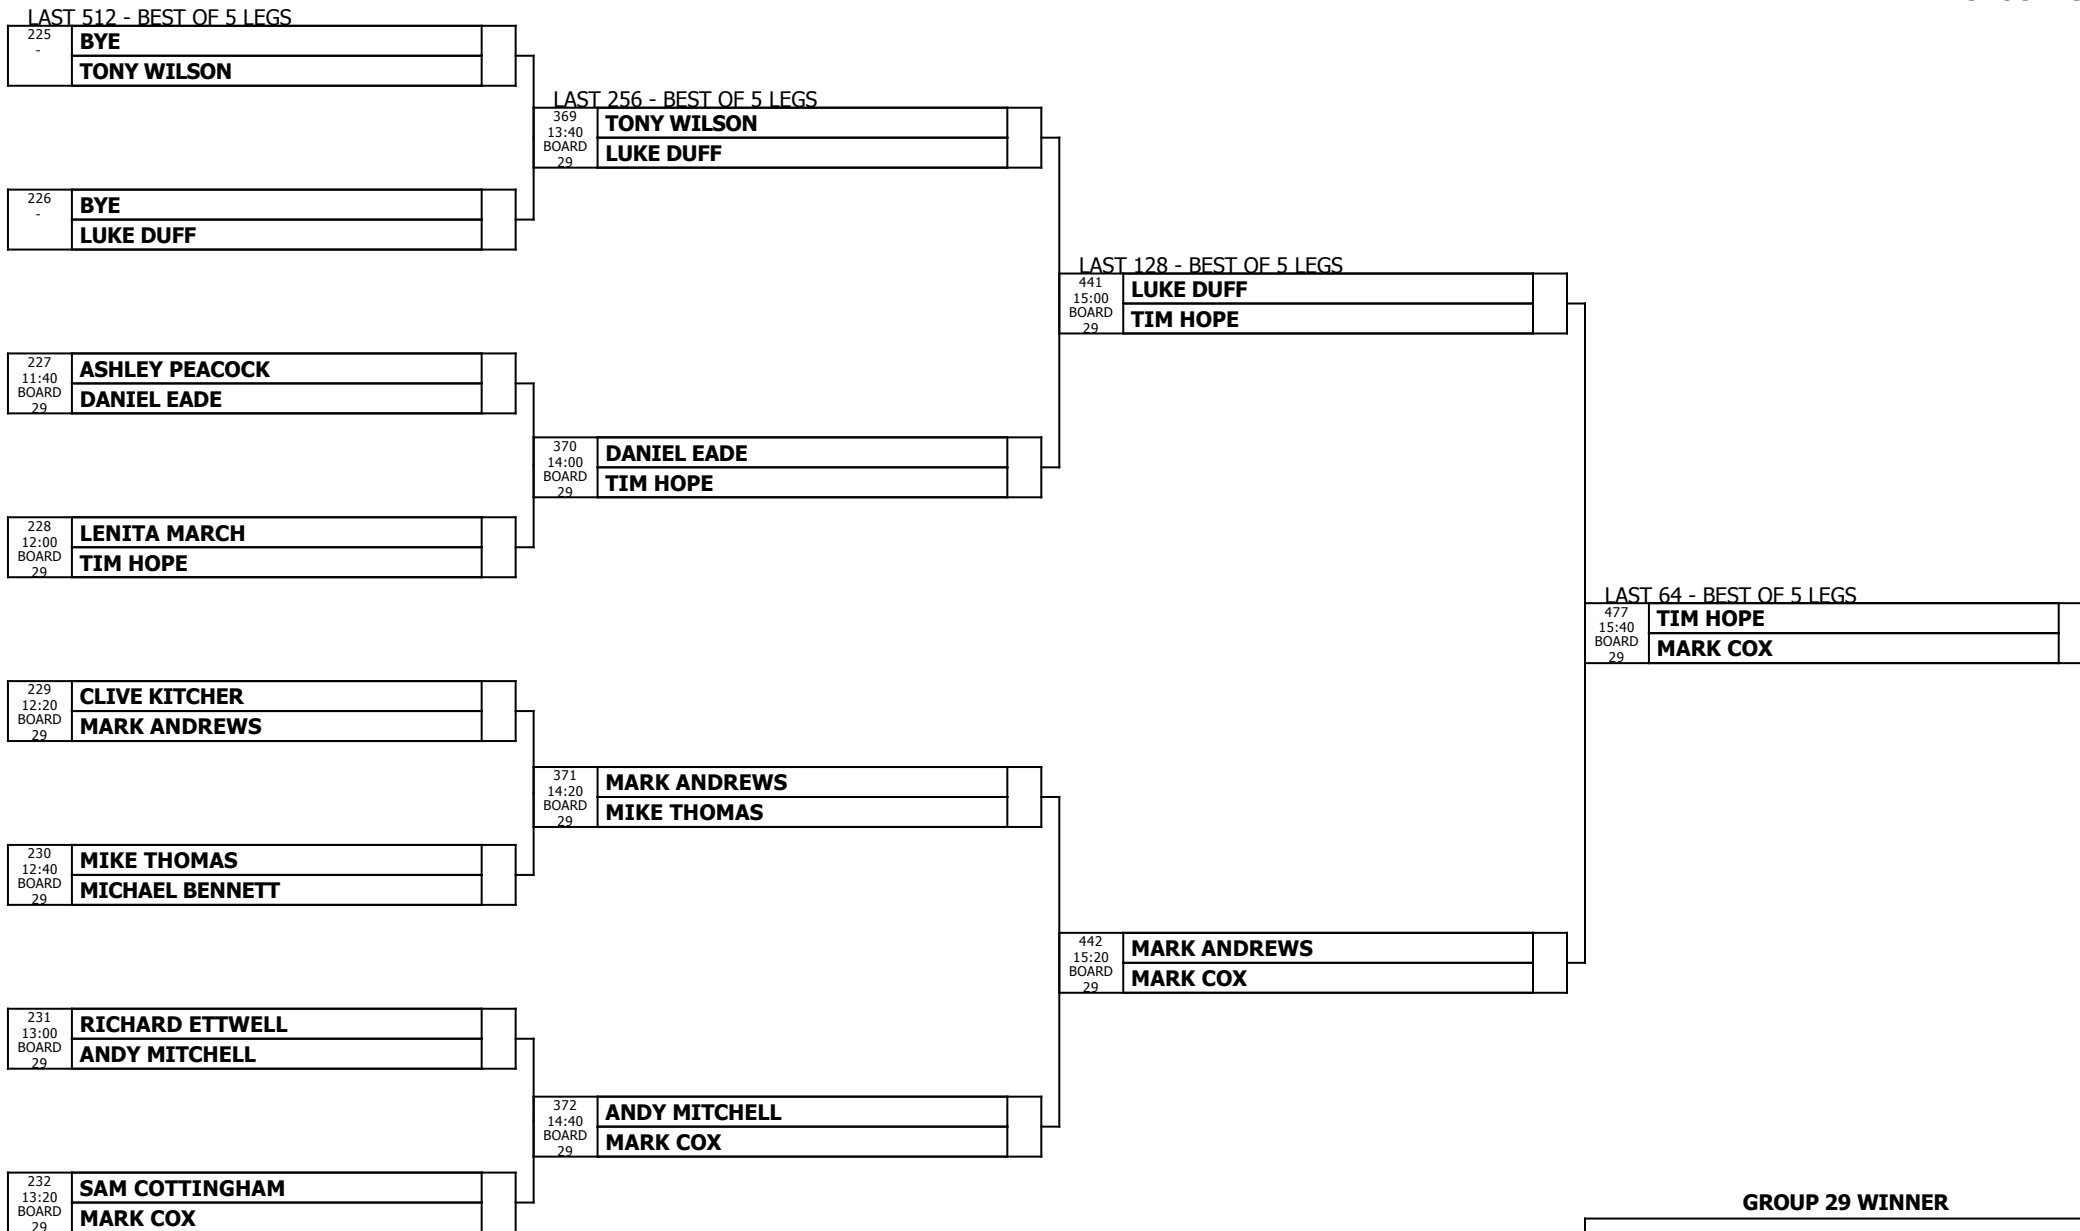 LAST 512 - BEST OF 5 LEGS
225
-
BYE
TONY WILSON
226
-
BYE
LUKE DUFF
227
11:40
BOARD
29
ASHLEY PEACOCK
DANIEL EADE
228
12:00
BOARD
29
LENITA MARCH
TIM HOPE
229
12:20
BOARD
29
CLIVE KITCHER
MARK ANDREWS
230
12:40
BOARD
29
MIKE THOMAS
MICHAEL BENNETT
231
13:00
BOARD
29
RICHARD ETTWELL
ANDY MITCHELL
232
13:20
BOARD
29
SAM COTTINGHAM
MARK COX
LAST 256 - BEST OF 5 LEGS
369
13:40
BOARD
29
TONY WILSON
LUKE DUFF
370
14:00
BOARD
29
DANIEL EADE
TIM HOPE
371
14:20
BOARD
29
MARK ANDREWS
MIKE THOMAS
372
14:40
BOARD
29
ANDY MITCHELL
MARK COX
LAST 128 - BEST OF 5 LEGS
441
15:00
BOARD
29
LUKE DUFF
TIM HOPE
442
15:20
BOARD
29
MARK ANDREWS
MARK COX
LAST 64 - BEST OF 5 LEGS
477
15:40
BOARD
29
TIM HOPE
MARK COX
GROUP 29 WINNER